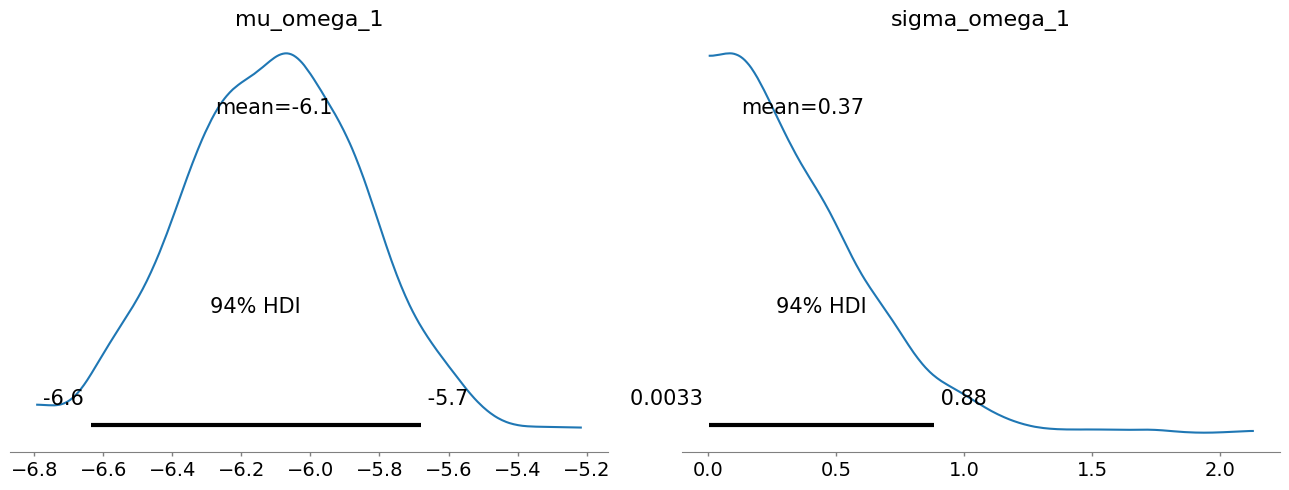 mu_omega_1
mean=-6.1
94% HDI
-6.6
-5.7
−6.8 −6.6 −6.4 −6.2 −6.0 −5.8 −5.6 −5.4 −5.2
sigma_omega_1
mean=0.37
94% HDI
0.0033
0.88
0.0 0.5 1.0 1.5 2.0